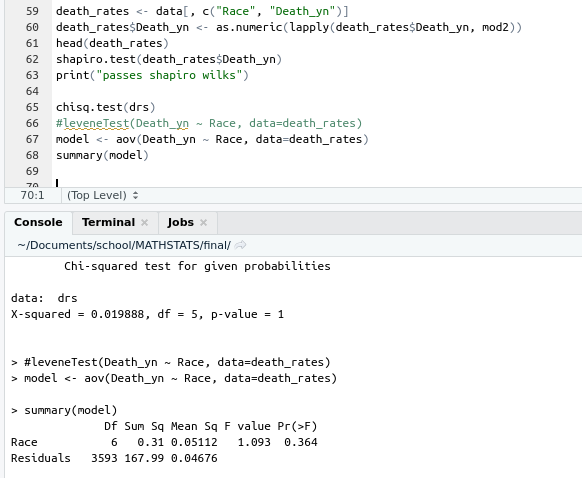 59 death_rates <- data[, c("Race", "Death_yn")]
60 death_rates$Death_yn <- as.numeric(lapply(death_rates$Death_yn, mod2))
61 head(death_rates)
62 shapiro.test(death_rates$Death_yn)
63 print("passes shapiro wilks")
64
65 chisq.test(drs)
66 #leveneTest(Death_yn ~ Race, data=death_rates)
67 model <- aov(Death_yn ~ Race, data=death_rates)
68 summary(model)
69
70
70:1 (Top Level)
Console Terminal Jobs
~/Documents/school/MATHSTATS/final/
Chi-squared test for given probabilities
data:  drs
X-squared = 0.019888, df = 5, p-value = 1
> #leveneTest(Death_yn ~ Race, data=death_rates)
> model <- aov(Death_yn ~ Race, data=death_rates)
> summary(model)
Df Sum Sq Mean Sq F value Pr(>F)
Race 6 0.31 0.05112 1.093 0.364
Residuals 3593 167.99 0.04676